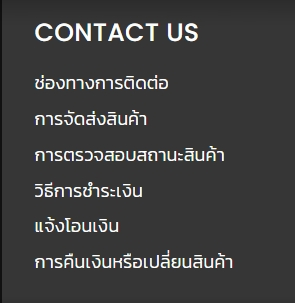 CONTACT US
ช่องทางการติดต่อ
การจัดส่งสินค้า
การตรวจสอบสถานะสินค้า
วิธีการชำระเงิน
แจ้งโอนเงิน
การคืนเงินหรือเปลี่ยนสินค้า